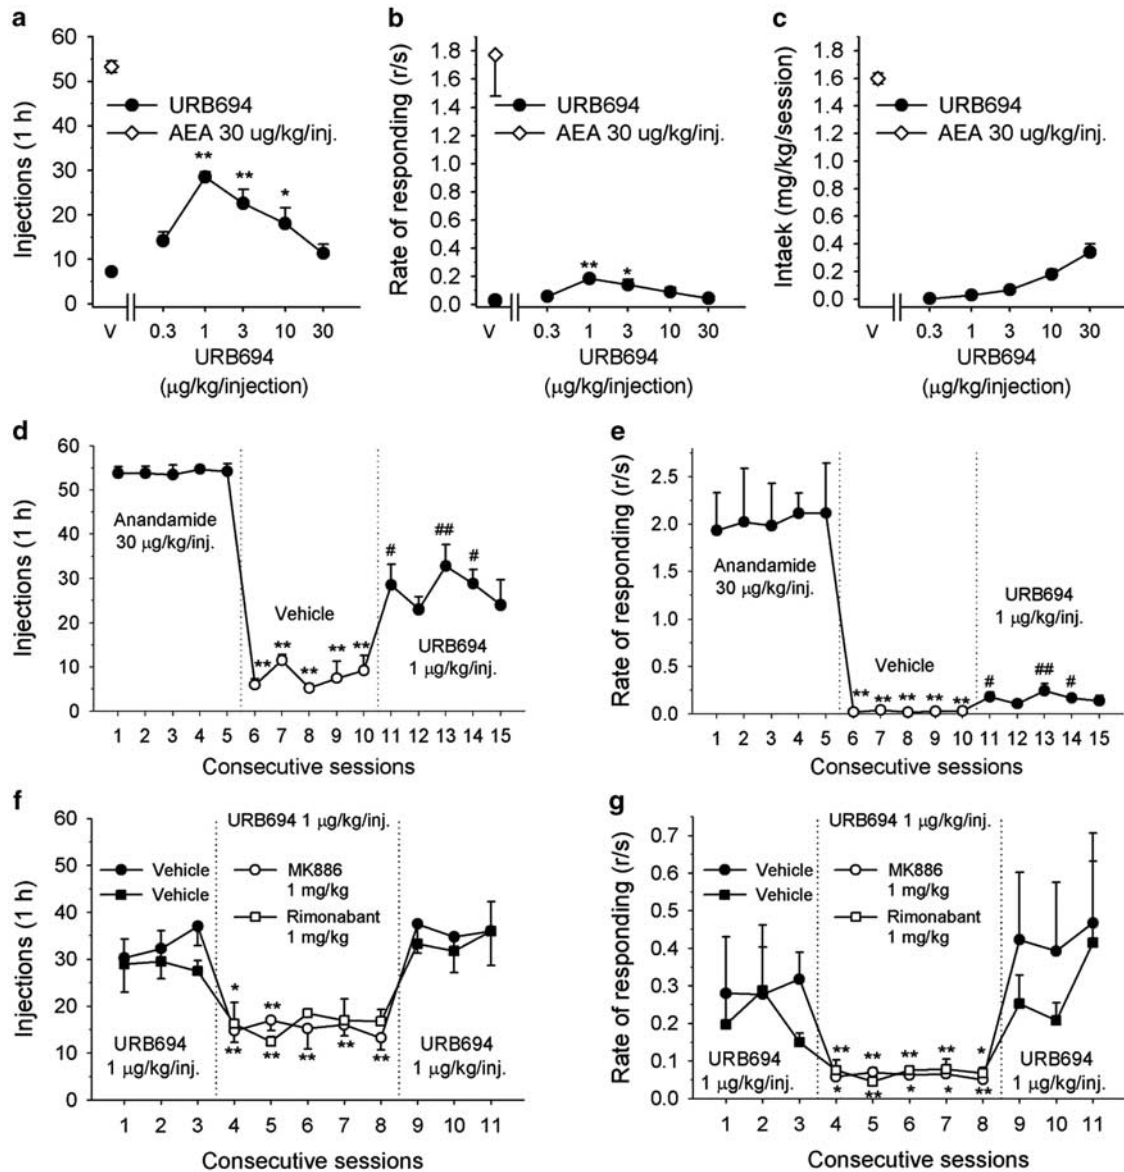 a
60
50
40
30
20
10
0
Injections (1 h)
URB694
AEA 30 ug/kg/inj.
**
**
*
V
0.3
1
3
10
30
URB694
(μg/kg/injection)
b
1.8
1.6
1.4
1.2
1.0
0.8
0.6
0.4
0.2
0.0
Rate of responding (r/s)
URB694
AEA 30 ug/kg/inj.
**
*
V
0.3
1
3
10
30
URB694
(μg/kg/injection)
c
1.8
1.6
1.4
1.2
1.0
0.8
0.6
0.4
0.2
0.0
Intaek (mg/kg/session)
URB694
AEA 30 ug/kg/inj.
V
0.3
1
3
10
30
URB694
(μg/kg/injection)
d
60
50
40
30
20
10
0
Injections (1 h)
Anandamide
30 μg/kg/inj.
Vehicle
** ** ** ** **
# ## #
URB694
1 μg/kg/inj.
1 2 3 4 5 6 7 8 9 10 11 12 13 14 15
Consecutive sessions
e
2.5
2.0
1.5
1.0
0.5
0.0
Rate of responding (r/s)
Anandamide
30 μg/kg/inj.
Vehicle
** ** ** ** **
URB694
1 μg/kg/inj.
# ## #
1 2 3 4 5 6 7 8 9 10 11 12 13 14 15
Consecutive sessions
f
60
50
40
30
20
10
0
Injections (1 h)
URB694 1 μg/kg/inj.
Vehicle
Vehicle
MK886
1 mg/kg
Rimonabant
1 mg/kg
* **
** ** ** ** **
URB694
1 μg/kg/inj.
URB694
1 μg/kg/inj.
1 2 3 4 5 6 7 8 9 10 11
Consecutive sessions
g
0.7
0.6
0.5
0.4
0.3
0.2
0.1
0.0
Rate of responding (r/s)
URB694 1 μg/kg/inj.
Vehicle
Vehicle
MK886
1 mg/kg
Rimonabant
1 mg/kg
** ** ** ** *
* ** * * **
URB694
1 μg/kg/inj.
URB694
1 μg/kg/inj.
1 2 3 4 5 6 7 8 9 10 11
Consecutive sessions